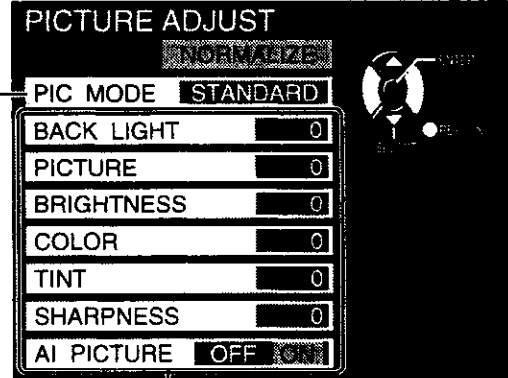 PICTURE ADJUST
NORMALIZE
PIC MODE STANDARD
BACK LIGHT 0
PICTURE 0
BRIGHTNESS 0
COLOR 0
TINT 0
SHARPNESS 0
AI PICTURE OFF ON